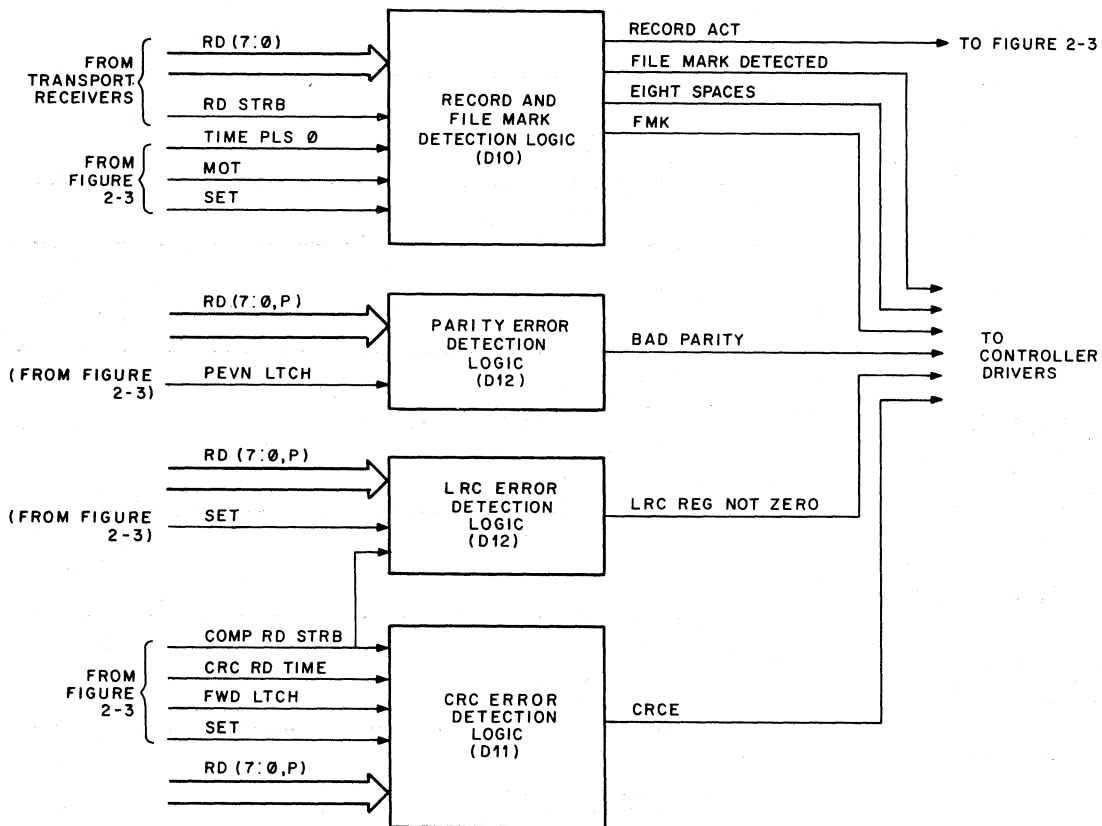 RD (7:0)
FROM
TRANSPORT
RECEIVERS
RD STRB
TIME PLS 0
FROM
FIGURE
2-3
MOT
SET
RECORD AND
FILE MARK
DETECTION LOGIC
(D10)
RECORD ACT
TO FIGURE 2-3
FILE MARK DETECTED
EIGHT SPACES
FMK
RD (7:0,P)
(FROM FIGURE
2-3)
PEVN LTCH
PARITY ERROR
DETECTION
LOGIC
(D12)
BAD PARITY
TO
CONTROLLER
DRIVERS
RD (7:0,P)
(FROM FIGURE
2-3)
SET
LRC ERROR
DETECTION
LOGIC
(D12)
LRC REG NOT ZERO
COMP RD STRB
FROM
FIGURE
2-3
CRC RD TIME
FWD LTCH
SET
RD (7:0,P)
CRC ERROR
DETECTION
LOGIC
(D11)
CRCE